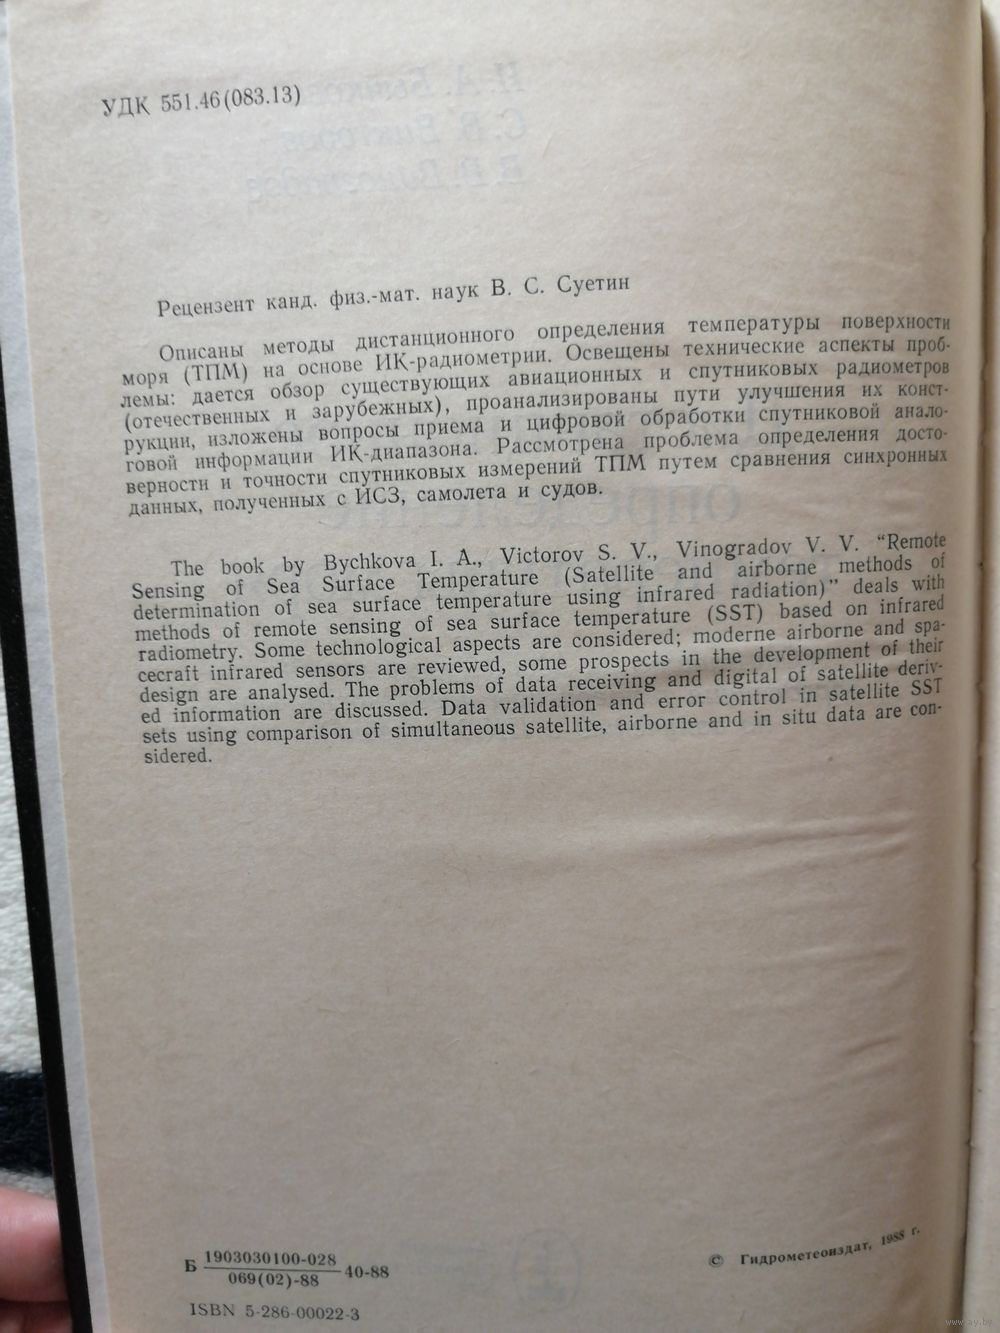 УДК 551.46(083.13)
Рецензент канд. физ.-мат. наук В. С. Суетин
Описаны методы дистанционного определения температуры поверхности
моря (ТПМ) на основе ИК-радиометрии. Освещены технические аспекты проб-
лемы: дается обзор существующих авиационных и спутниковых радиометров
(отечественных и зарубежных), проанализированы пути улучшения их конст-
рукции, изложены вопросы приема и цифровой обработки спутниковой анало-
говой информации ИК-диапазона. Рассмотрена проблема определения досто-
верности и точности спутниковых измерений ТПМ путем сравнения синхронных
данных, полученных с ИСЗ, самолета и судов.
The book by Bychkova I. A., Victorov S. V., Vinogradov V. V. “Remote
Sensing of Sea Surface Temperature (Satellite and airborne methods of
determination of sea surface temperature using infrared radiation)” deals with
methods of remote sensing of sea surface temperature (SST) based on infrared
radiometry. Some technological aspects are considered; moderne airborne and spa-
cecraft infrared sensors are reviewed, some prospects in the development of their
design are analysed. The problems of data receiving and digital of satellite deriv-
ed information are discussed. Data validation and error control in satellite SST
sets using comparison of simultaneous satellite, airborne and in situ data are con-
sidered.
Б 1903030100-028
069(02)-88 40-88
© Гидрометеоиздат, 1988 г.
ISBN 5-286-00022-3
www.ay.by